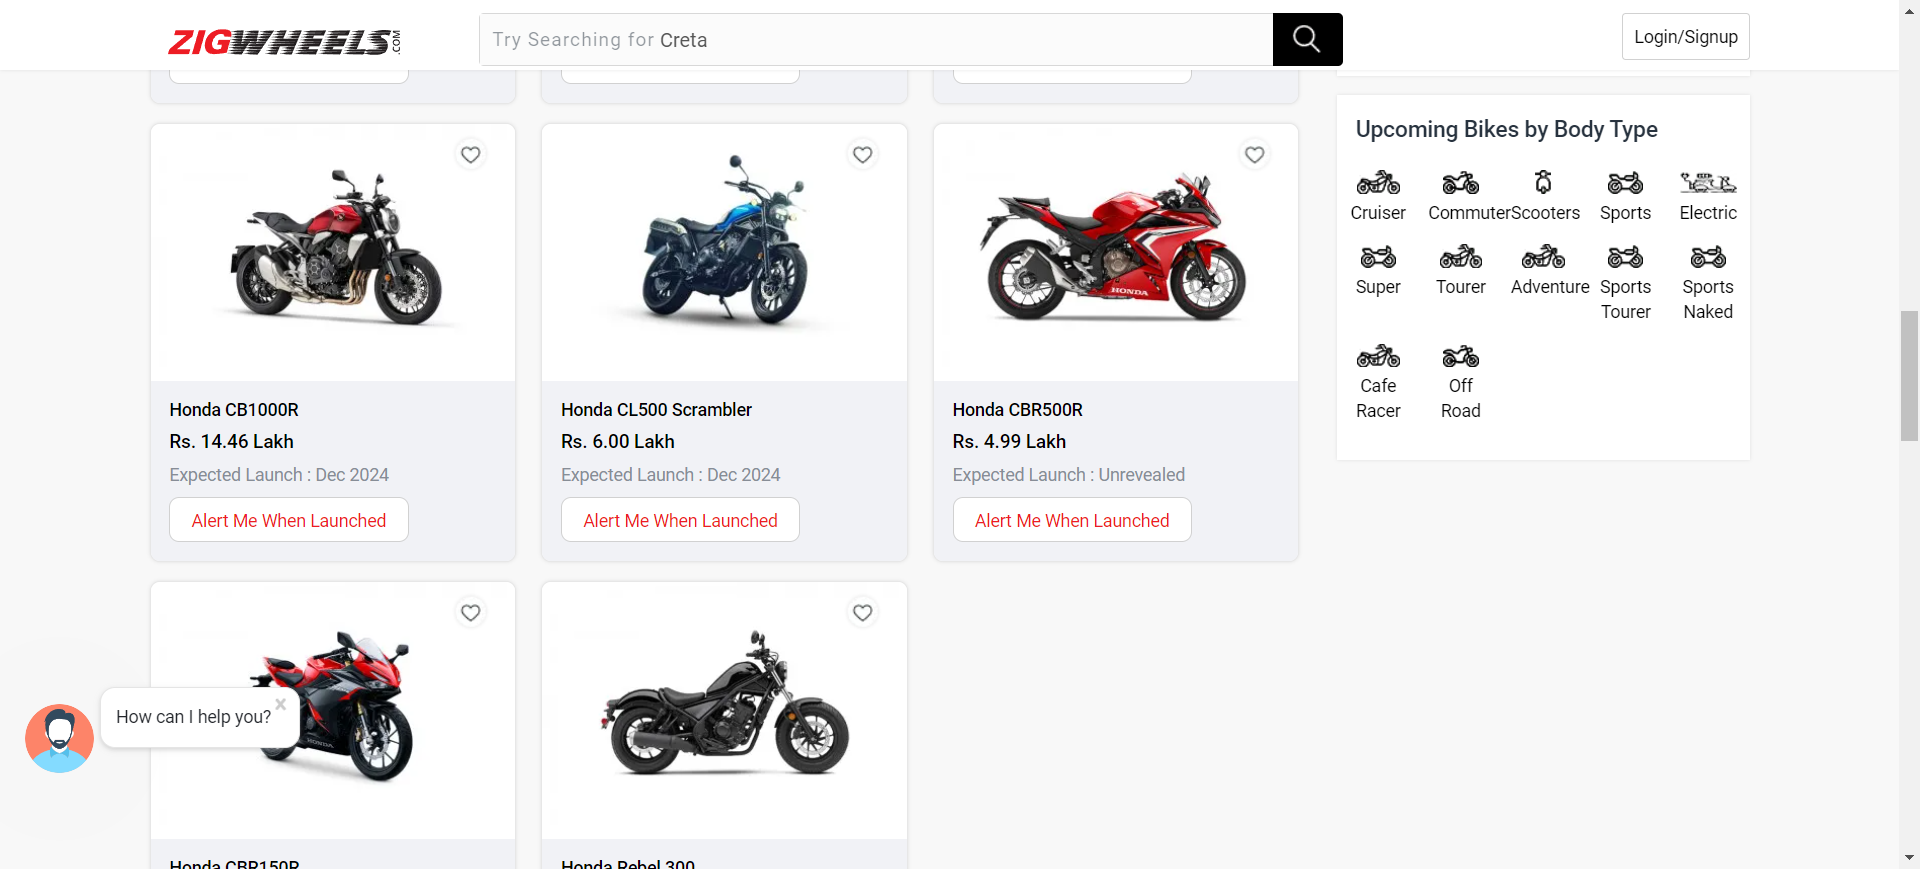 ZIGWHEELS.COM
Try Searching for Creta
Login/Signup
Honda CB1000R
Rs. 14.46 Lakh
Expected Launch : Dec 2024
Alert Me When Launched
Honda CL500 Scrambler
Rs. 6.00 Lakh
Expected Launch : Dec 2024
Alert Me When Launched
HONDA
Honda CBR500R
Rs. 4.99 Lakh
Expected Launch : Unrevealed
Alert Me When Launched
Upcoming Bikes by Body Type
Cruiser
Commuter
Scooters
Sports
Electric
Super
Tourer
Adventure
Sports
Tourer
Sports
Naked
Cafe
Racer
Off
Road
How can I help you?
HONDA
Honda CBR150R
Honda Rebel 300